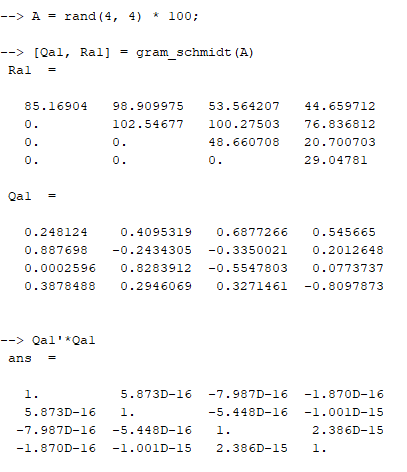 --> A = rand(4, 4) * 100;
--> [Qa1, Ra1] = gram_schmidt(A)
Ra1 =
85.16904 98.909975 53.564207 44.659712
0. 102.54677 100.27503 76.836812
0. 0. 48.660708 20.700703
0. 0. 0. 29.04781
Qa1 =
0.248124 0.4095319 0.6877266 0.545665
0.887698 -0.2434305 -0.3350021 0.2012648
0.0002596 0.8283912 -0.5547803 0.0773737
0.3878488 0.2946069 0.3271461 -0.8097873
--> Qa1'*Qa1
ans =
1. 5.873D-16 -7.987D-16 -1.870D-16
5.873D-16 1. -5.448D-16 -1.001D-15
-7.987D-16 -5.448D-16 1. 2.386D-15
-1.870D-16 -1.001D-15 2.386D-15 1.